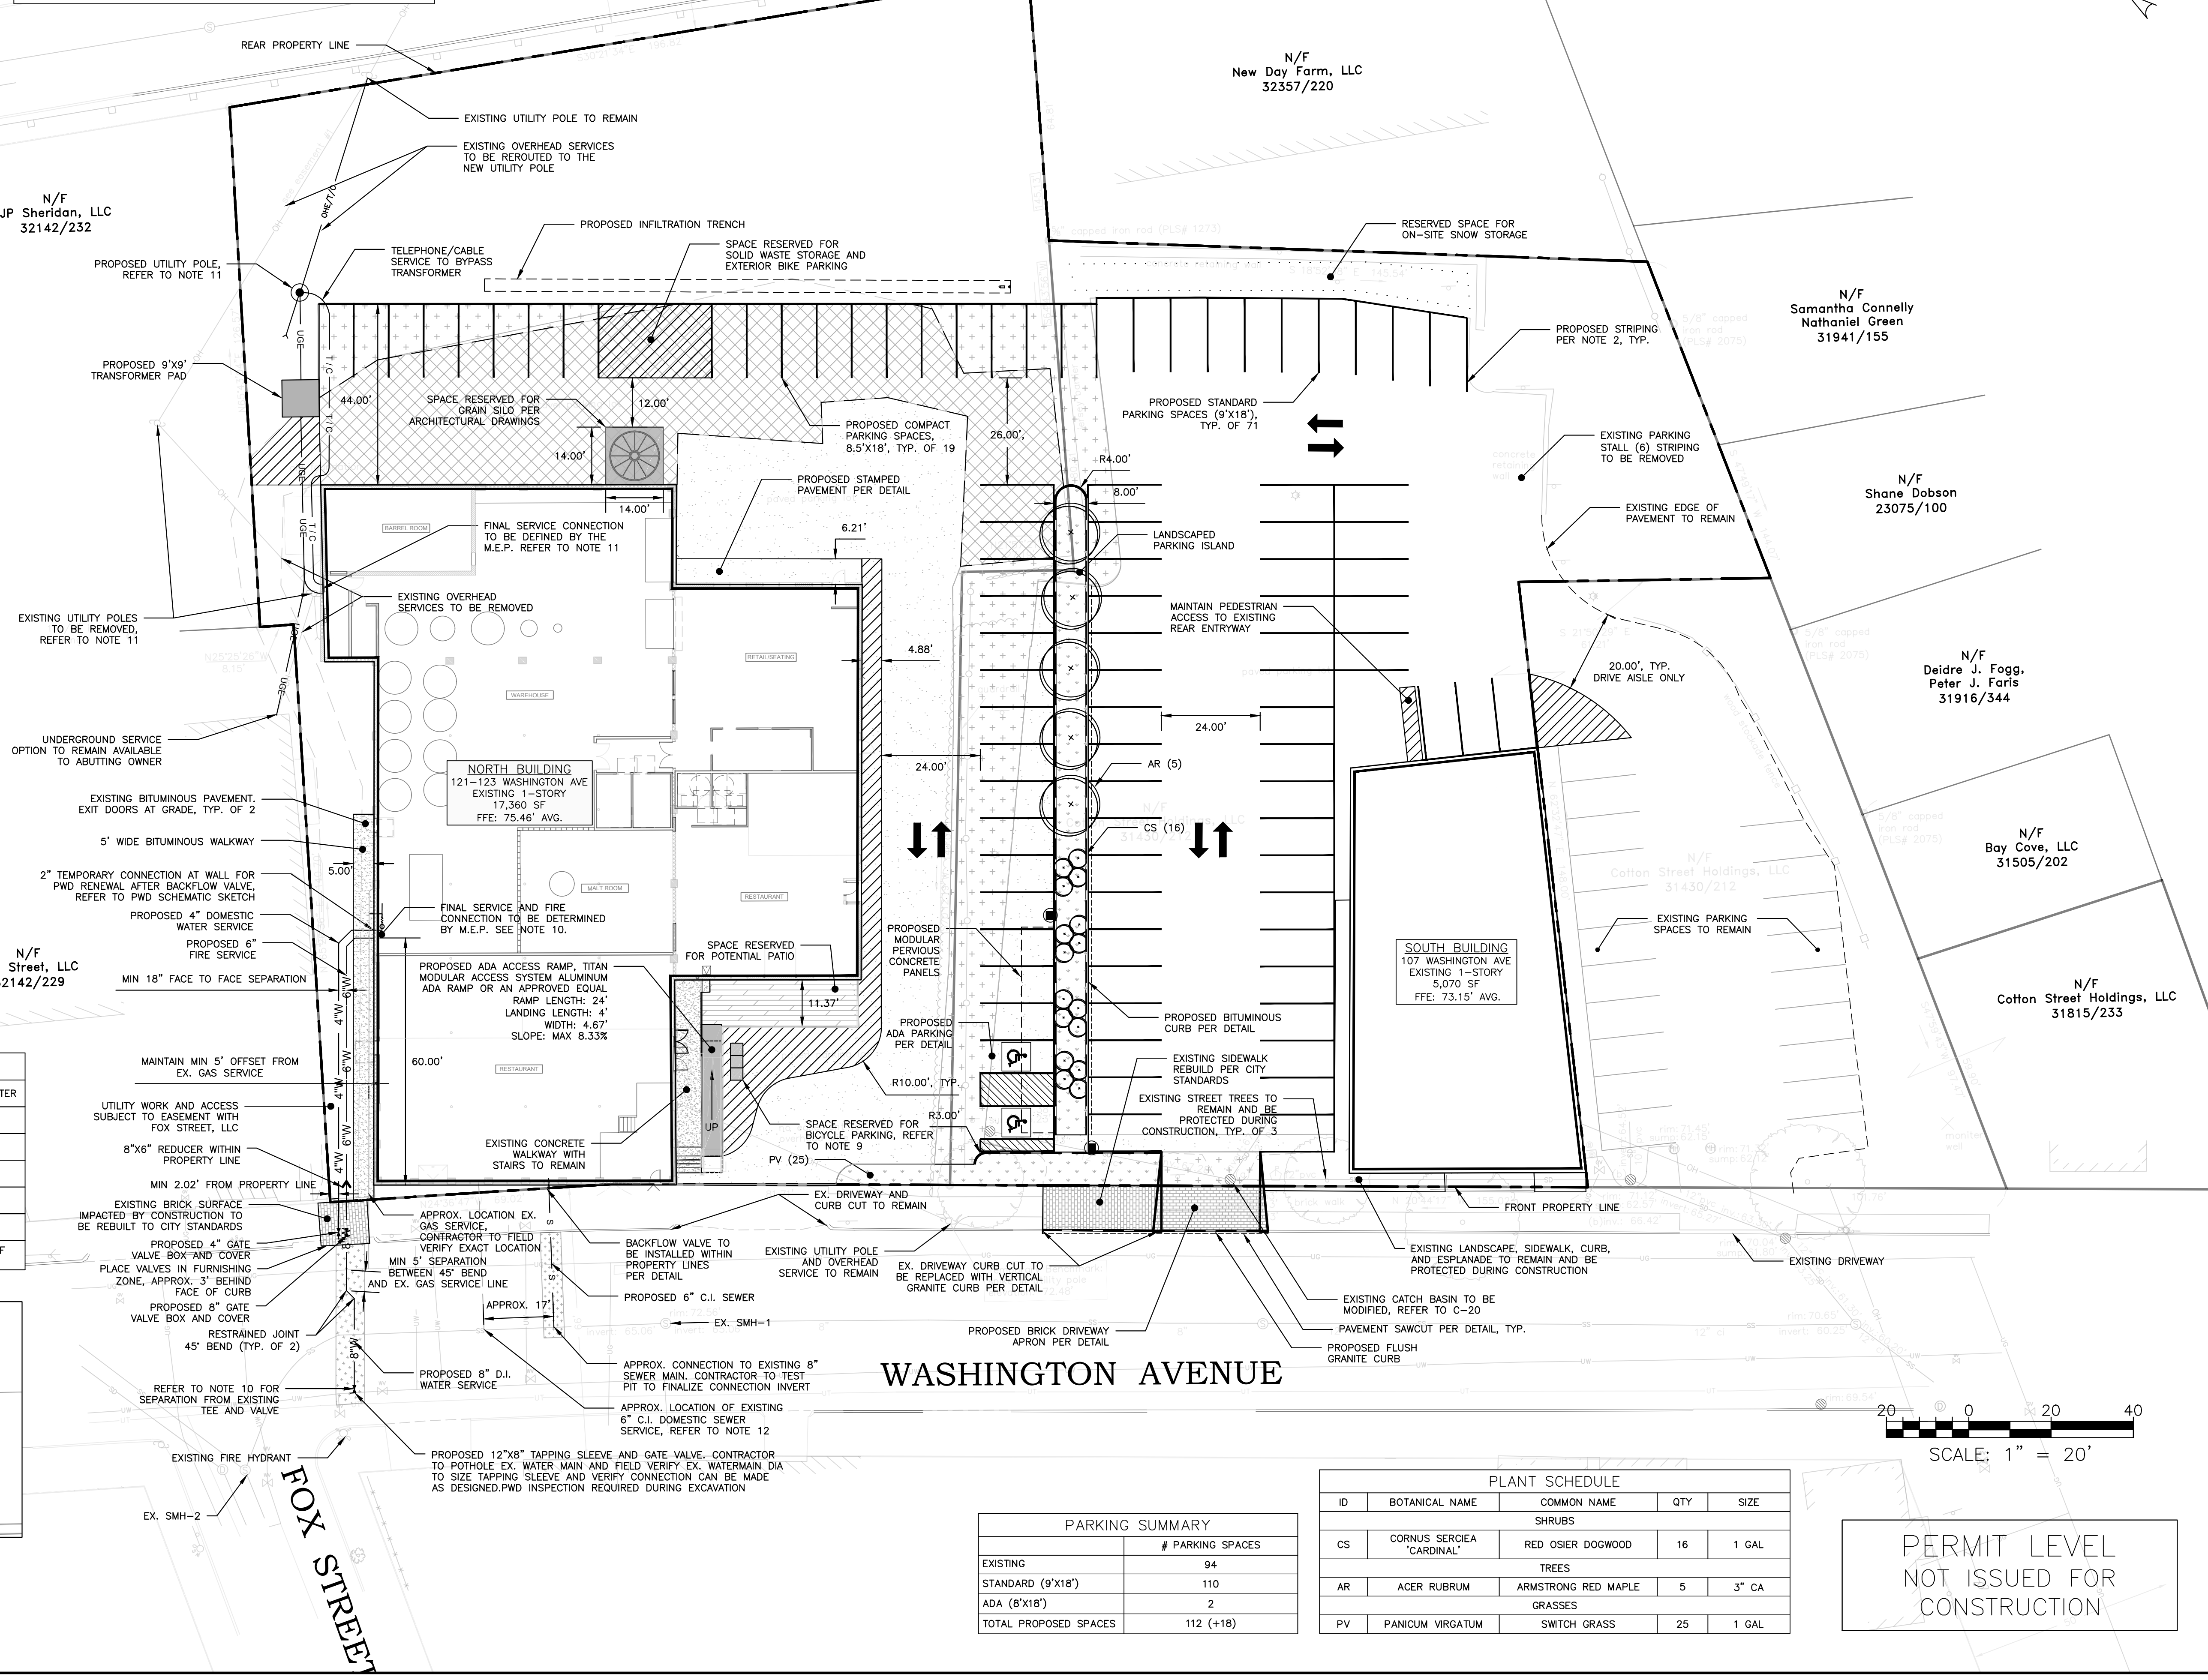 REAR PROPERTY LINE
N/F
New Day Farm, LLC
32357/220
EXISTING UTILITY POLE TO REMAIN
EXISTING OVERHEAD SERVICES
TO BE REROUTED TO THE
NEW UTILITY POLE
N/F
JP Sheridan, LLC
32142/232
OHE/T/C
PROPOSED INFILTRATION TRENCH
RESERVED SPACE FOR
ON-SITE SNOW STORAGE
TELEPHONE/CABLE
SERVICE TO BYPASS
TRANSFORMER
SPACE RESERVED FOR
SOLID WASTE STORAGE AND
EXTERIOR BIKE PARKING
PROPOSED UTILITY POLE,
REFER TO NOTE 11
N/F
Samantha Connelly
Nathaniel Green
31941/155
PROPOSED STRIPING
PER NOTE 2, TYP.
UGE
T/C
PROPOSED 9'X9'
TRANSFORMER PAD
44.00'
SPACE RESERVED FOR
GRAIN SILO PER
ARCHITECTURAL DRAWINGS
12.00'
PROPOSED STANDARD
PARKING SPACES (9'X18'),
TYP. OF 71
PROPOSED COMPACT
PARKING SPACES,
8.5'X18', TYP. OF 19
26.00'
14.00'
EXISTING PARKING
STALL (6) STRIPING
TO BE REMOVED
concrete
retaining
wall
R4.00'
8.00'
PROPOSED STAMPED
PAVEMENT PER DETAIL
14.00'
N/F
Shane Dobson
23075/100
BARREL ROOM
FINAL SERVICE CONNECTION
TO BE DEFINED BY THE
M.E.P. REFER TO NOTE 11
6.21'
LANDSCAPED
PARKING ISLAND
EXISTING EDGE OF
PAVEMENT TO REMAIN
EXISTING OVERHEAD
SERVICES TO BE REMOVED
MAINTAIN PEDESTRIAN
ACCESS TO EXISTING
REAR ENTRYWAY
EXISTING UTILITY POLES
TO BE REMOVED,
REFER TO NOTE 11
N25°25'26"W
8.15'
5/8" capped
iron rod
(PLS# 2075)
RETAIL/SEATING
4.88'
20.00', TYP.
DRIVE AISLE ONLY
N/F
Deidre J. Fogg,
Peter J. Faris
31916/344
WAREHOUSE
UGE
24.00'
UNDERGROUND SERVICE
OPTION TO REMAIN AVAILABLE
TO ABUTTING OWNER
24.00'
AR (5)
NORTH BUILDING
121-123 WASHINGTON AVE
EXISTING 1-STORY
17,360 SF
FFE: 75.46' AVG.
EXISTING BITUMINOUS PAVEMENT.
EXIT DOORS AT GRADE, TYP. OF 2
CS (16)
5' WIDE BITUMINOUS WALKWAY
N/F
Bay Cove, LLC
31505/202
N/F
Cotton Street Holdings, LLC
31430/212
5.00'
2" TEMPORARY CONNECTION AT WALL FOR
PWD RENEWAL AFTER BACKFLOW VALVE,
REFER TO PWD SCHEMATIC SKETCH
MALT ROOM
RESTAURANT
FINAL SERVICE AND FIRE
CONNECTION TO BE DETERMINED
BY M.E.P. SEE NOTE 10.
PROPOSED 4" DOMESTIC
WATER SERVICE
PROPOSED 6"
FIRE SERVICE
EXISTING PARKING
SPACES TO REMAIN
PROPOSED
MODULAR
PERVIOUS
CONCRETE
PANELS
SPACE RESERVED
FOR POTENTIAL PATIO
SOUTH BUILDING
107 WASHINGTON AVE
EXISTING 1-STORY
5,070 SF
FFE: 73.15' AVG.
N/F
Street, LLC
2142/229
MIN 18" FACE TO FACE SEPARATION
PROPOSED ADA ACCESS RAMP, TITAN
MODULAR ACCESS SYSTEM ALUMINUM
ADA RAMP OR AN APPROVED EQUAL
RAMP LENGTH: 24'
LANDING LENGTH: 4'
WIDTH: 4.67'
SLOPE: MAX 8.33%
11.37'
N/F
Cotton Street Holdings, LLC
31815/233
PROPOSED
ADA PARKING
PER DETAIL
PROPOSED BITUMINOUS
CURB PER DETAIL
MAINTAIN MIN 5' OFFSET FROM
EX. GAS SERVICE
60.00'
RESTAURANT
EXISTING SIDEWALK
REBUILD PER CITY
STANDARDS
R10.00', TYP.
TER
UTILITY WORK AND ACCESS
SUBJECT TO EASEMENT WITH
FOX STREET, LLC
4"W
6"W
R3.00'
EXISTING STREET TREES TO
REMAIN AND BE
PROTECTED DURING
CONSTRUCTION, TYP. OF 3
UP
SPACE RESERVED FOR
BICYCLE PARKING, REFER
TO NOTE 9
EXISTING CONCRETE
WALKWAY WITH
STAIRS TO REMAIN
PV (25)
8"X6" REDUCER WITHIN
PROPERTY LINE
MIN 2.02' FROM PROPERTY LINE
EXISTING BRICK SURFACE
IMPACTED BY CONSTRUCTION TO
BE REBUILT TO CITY STANDARDS
EX. DRIVEWAY AND
CURB CUT TO REMAIN
FRONT PROPERTY LINE
APPROX. LOCATION EX.
GAS SERVICE,
CONTRACTOR TO FIELD
VERIFY EXACT LOCATION
PROPOSED 4" GATE
VALVE BOX AND COVER
F
BACKFLOW VALVE TO
BE INSTALLED WITHIN
PROPERTY LINES
PER DETAIL
EXISTING UTILITY POLE
AND OVERHEAD
SERVICE TO REMAIN
EX. DRIVEWAY CURB CUT TO
BE REPLACED WITH VERTICAL
GRANITE CURB PER DETAIL
EXISTING LANDSCAPE, SIDEWALK, CURB,
AND ESPLANADE TO REMAIN AND BE
PROTECTED DURING CONSTRUCTION
EXISTING DRIVEWAY
PLACE VALVES IN FURNISHING
ZONE, APPROX. 3' BEHIND
FACE OF CURB
MIN 5' SEPARATION
BETWEEN 45° BEND
AND EX. GAS SERVICE LINE
PROPOSED 6" C.I. SEWER
EXISTING CATCH BASIN TO BE
MODIFIED, REFER TO C-20
PROPOSED 8" GATE
VALVE BOX AND COVER
APPROX. 17'
EX. SMH-1
PROPOSED BRICK DRIVEWAY
APRON PER DETAIL
PAVEMENT SAWCUT PER DETAIL, TYP.
RESTRAINED JOINT
45° BEND (TYP. OF 2)
PROPOSED FLUSH
GRANITE CURB
8"W
PROPOSED 8" D.I.
WATER SERVICE
APPROX. CONNECTION TO EXISTING 8"
SEWER MAIN. CONTRACTOR TO TEST
PIT TO FINALIZE CONNECTION INVERT
WASHINGTON AVENUE
REFER TO NOTE 10 FOR
SEPARATION FROM EXISTING
TEE AND VALVE
APPROX. LOCATION OF EXISTING
6" C.I. DOMESTIC SEWER
SERVICE, REFER TO NOTE 12
20 0 20 40
SCALE: 1" = 20'
EXISTING FIRE HYDRANT
PROPOSED 12"X8" TAPPING SLEEVE AND GATE VALVE. CONTRACTOR
TO POTHOLE EX. WATER MAIN AND FIELD VERIFY EX. WATERMAIN DIA
TO SIZE TAPPING SLEEVE AND VERIFY CONNECTION CAN BE MADE
AS DESIGNED.PWD INSPECTION REQUIRED DURING EXCAVATION
EX. SMH-2
FOX STREET
PARKING SUMMARY
# PARKING SPACES
EXISTING 94
STANDARD (9'X18') 110
ADA (8'X18') 2
TOTAL PROPOSED SPACES 112 (+18)
PLANT SCHEDULE
ID BOTANICAL NAME COMMON NAME QTY SIZE
SHRUBS
CS CORNUS SERCIEA 'CARDINAL' RED OSIER DOGWOOD 16 1 GAL
TREES
AR ACER RUBRUM ARMSTRONG RED MAPLE 5 3" CA
GRASSES
PV PANICUM VIRGATUM SWITCH GRASS 25 1 GAL
PERMIT LEVEL
NOT ISSUED FOR
CONSTRUCTION